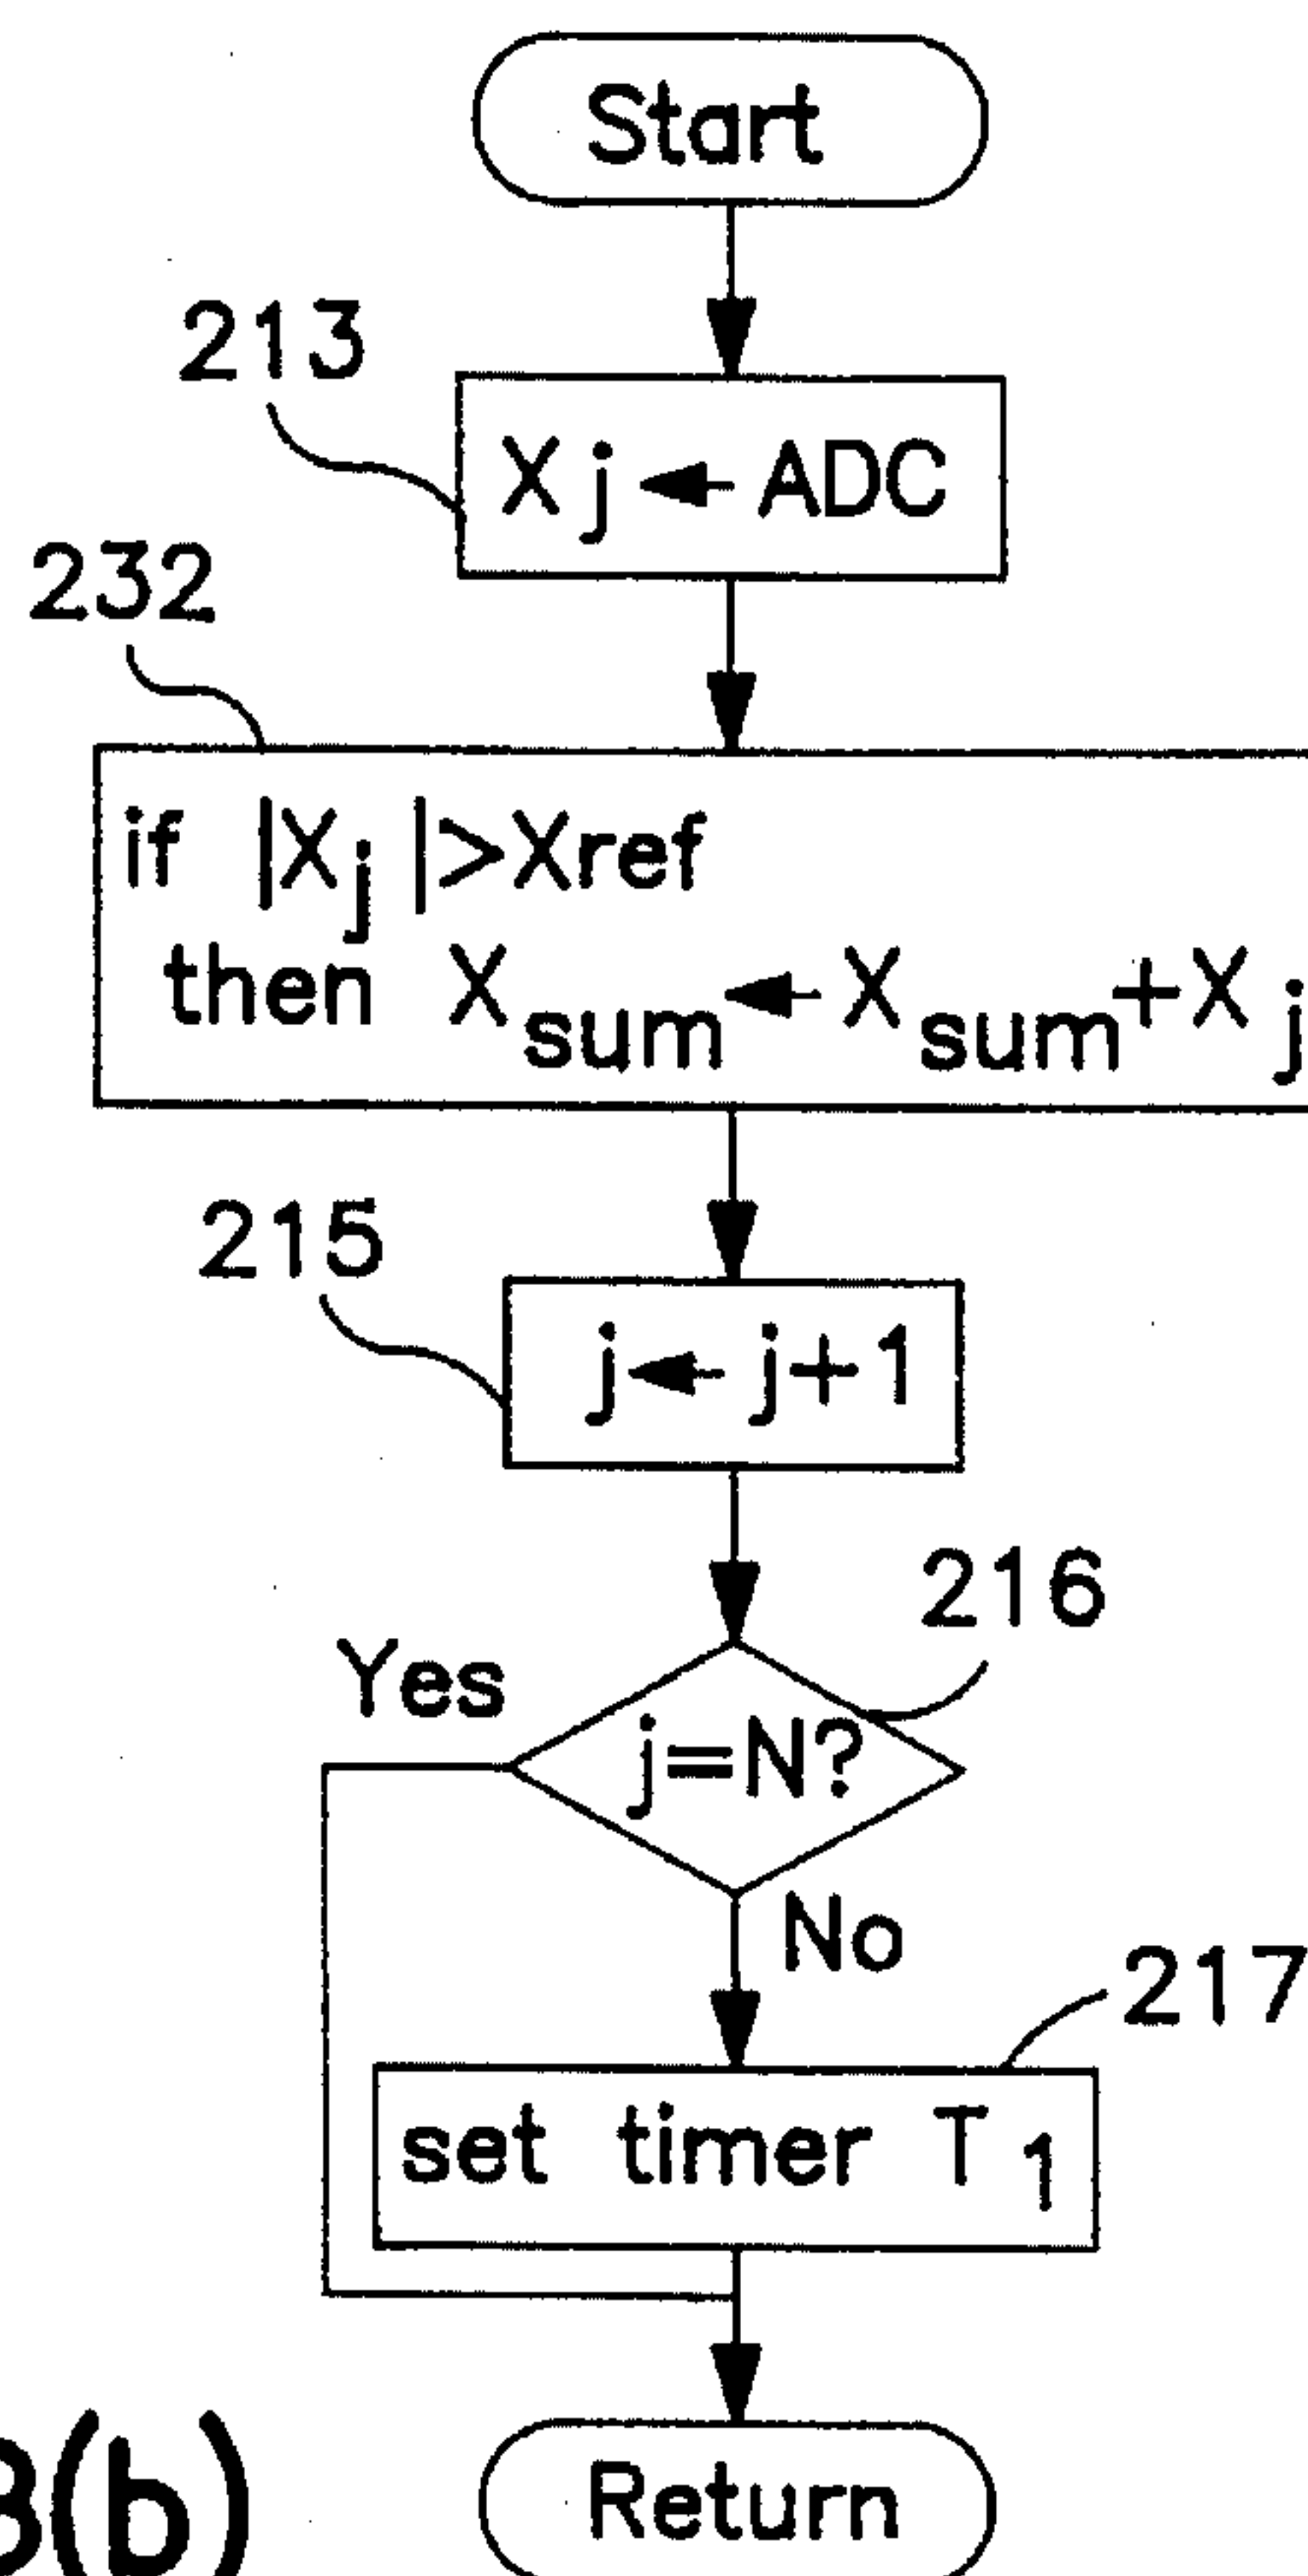 Start
213
Xj ← ADC
232
if |Xj|>Xref
then Xsum ← Xsum+Xj
215
j ← j+1
216
Yes
j=N?
No
217
set timer T1
(b)
Return